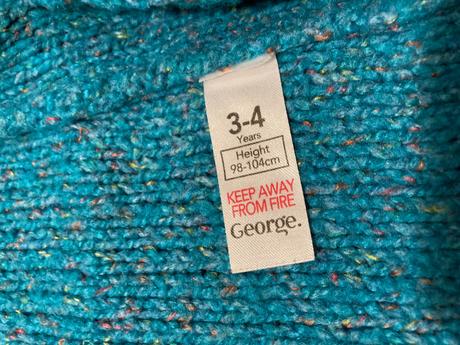 3-4
Years
Height
98-104cm
KEEP AWAY
FROM FIRE
George.